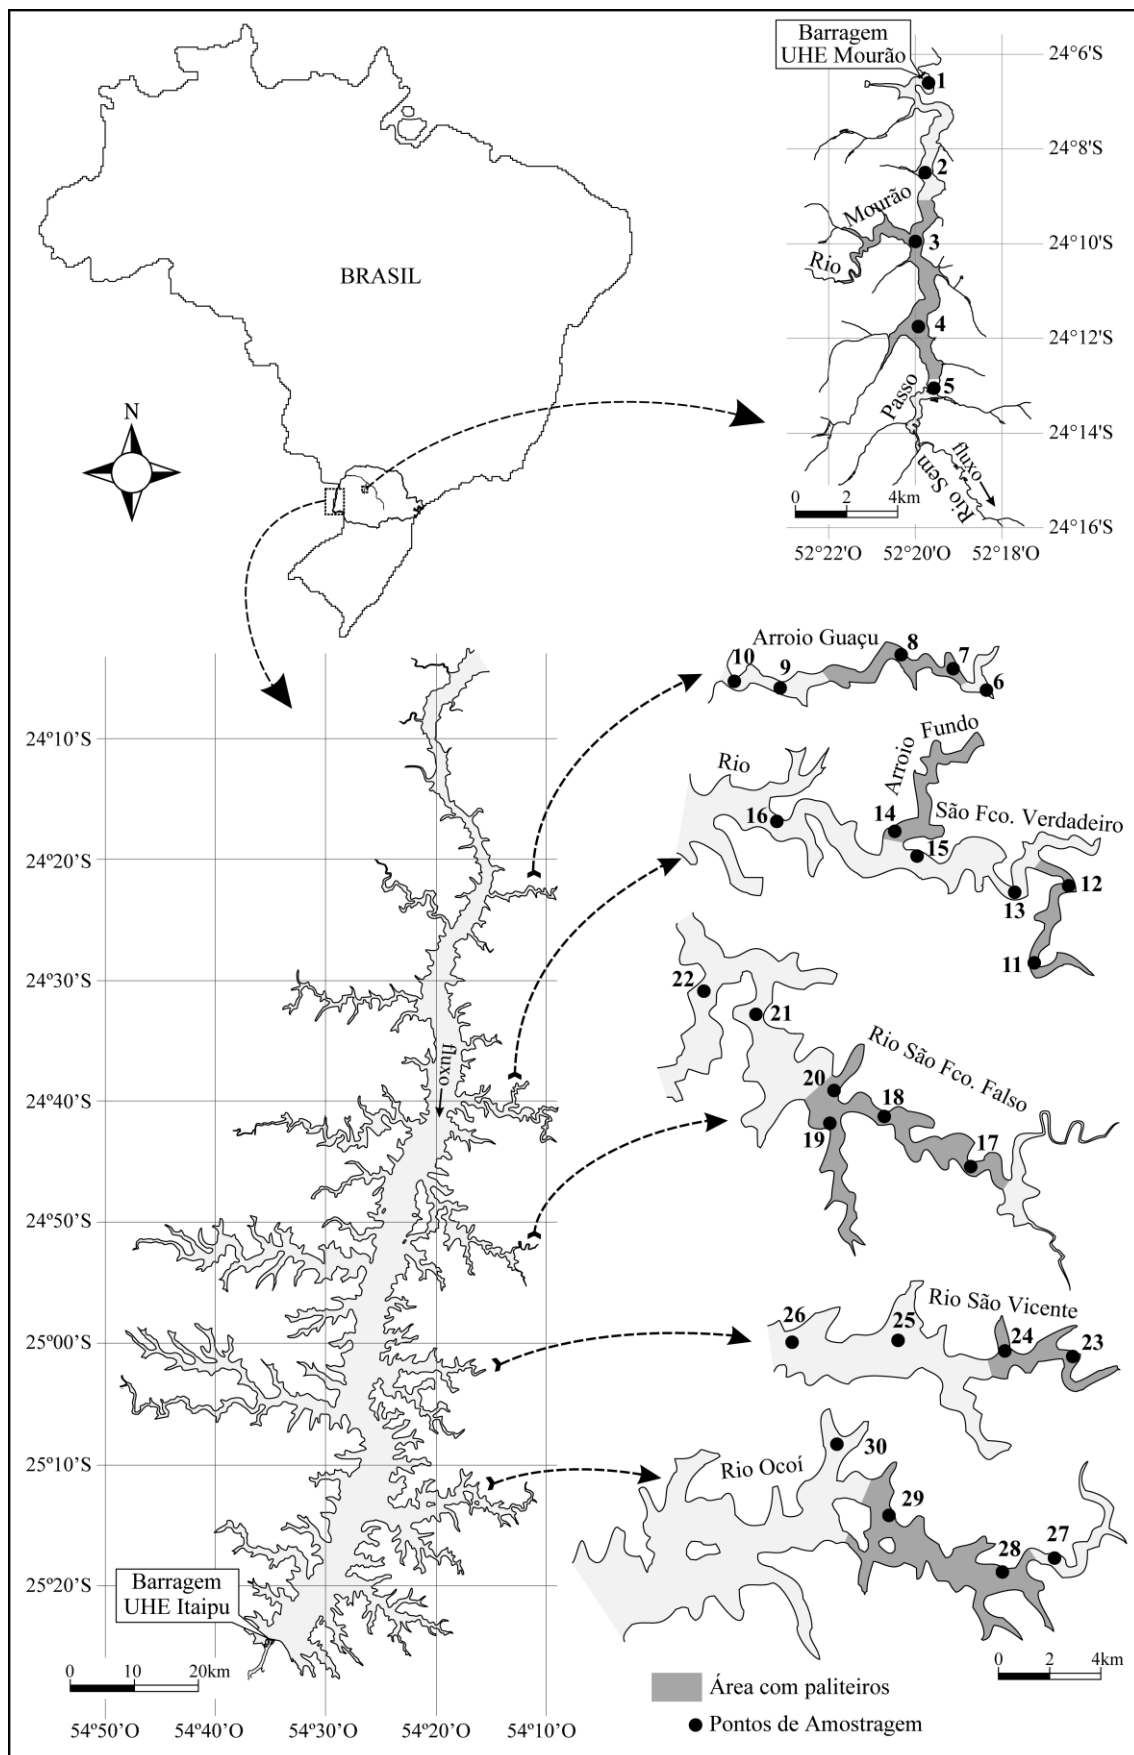 Barragem
UHE Mourão
24°6'S
1
24°8'S
2
Mourão
3
24°10'S
Rio
4
24°12'S
Passo
5
24°14'S
fluxo
Rio Sem
0 2 4km
24°16'S
52°22'O 52°20'O 52°18'O
BRASIL
N
Arroio Guaçu
10 9 8 7 6
Rio
Arroio Fundo
São Fco. Verdadeiro
16 14 15 13 12
11
22
21
Rio São Fco. Falso
20 18
19 17
Rio São Vicente
26 25 24 23
Rio Ocoí
30
29
28 27
24°10'S
24°20'S
24°30'S
fluxo
24°40'S
24°50'S
25°00'S
25°10'S
25°20'S
Barragem
UHE Itaipu
0 10 20km
54°50’O 54°40’O 54°30’O 54°20’O 54°10’O
0 2 4km
Área com paliteiros
Pontos de Amostragem